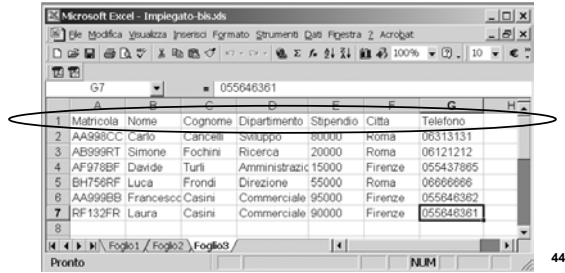 Microsoft Excel - Impiegato-bis.xls
File Modifica Visualizza Inserisci Formato Strumenti Dati Finestra ? Acrobat
100% 10
G7 = 055646361
A B C D E F G H
1 Matricola Nome Cognome Dipartimento Stipendio Citta Telefono
2 AA998CC Carlo Cancelli Sviluppo 80000 Roma 06313131
3 AB999RT Simone Fochini Ricerca 20000 Roma 06121212
4 AF978BF Davide Turli Amministrazic 15000 Firenze 055437865
5 BH756RF Luca Frondi Direzione 55000 Roma 06666666
6 AA999BB Francescc Casini Commerciale 95000 Firenze 055646362
7 RF132FR Laura Casini Commerciale 90000 Firenze 055646361
8
Foglio1 Foglio2 Foglio3
Pronto NUM
44